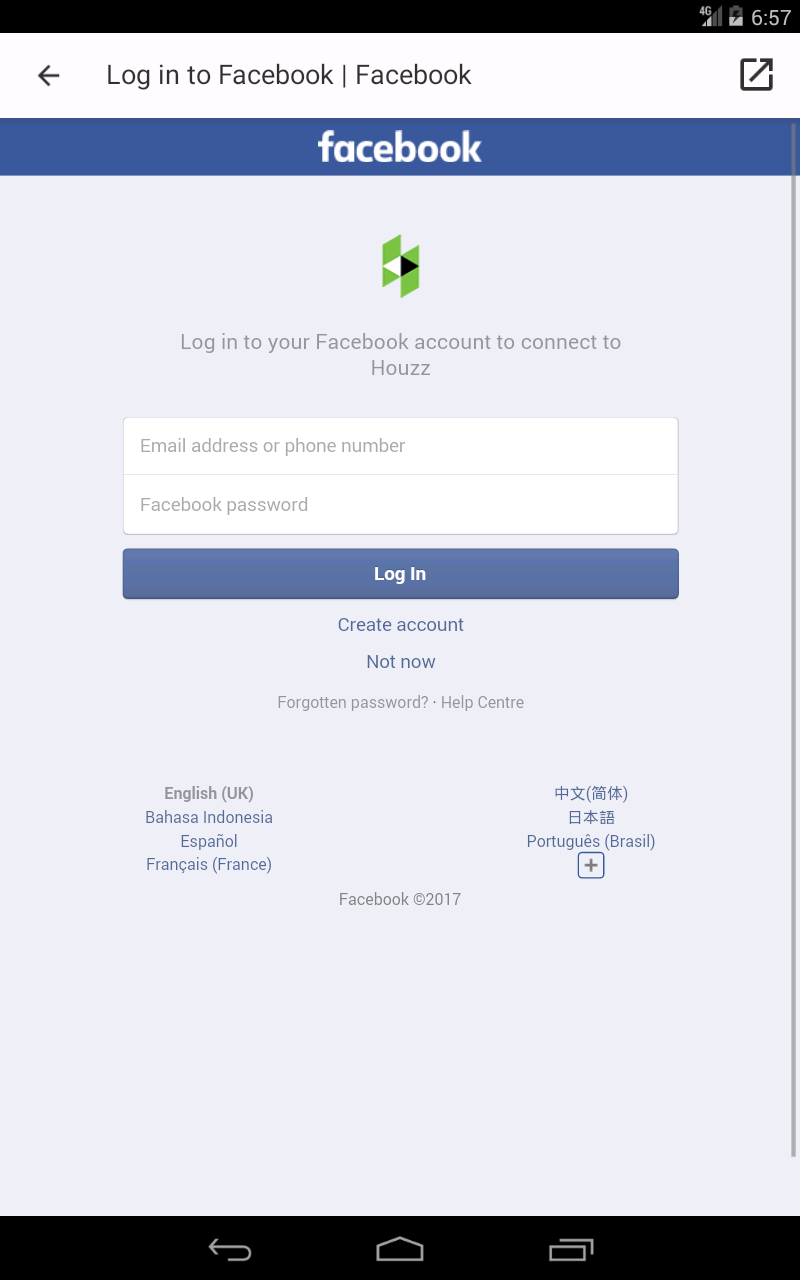 4G 6:57
Log in to Facebook | Facebook
facebook
Log in to your Facebook account to connect to
Houzz
Email address or phone number
Facebook password
Log In
Create account
Not now
Forgotten password? · Help Centre
English (UK)
Bahasa Indonesia
Español
Français (France)
中文(简体)
日本語
Português (Brasil)
Facebook ©2017